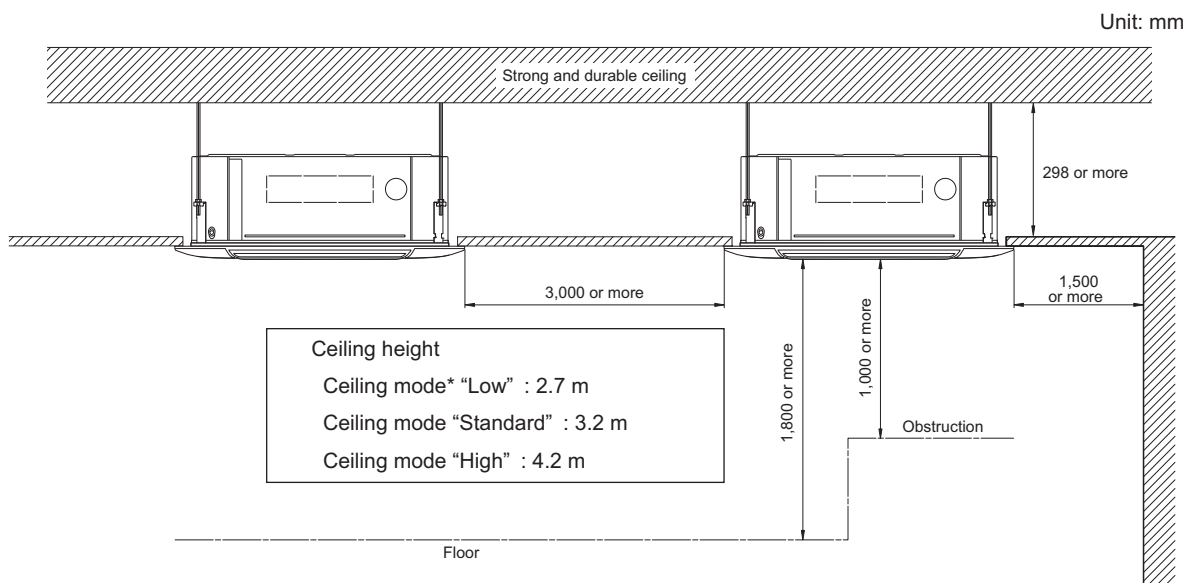 Unit: mm
Strong and durable ceiling
298 or more
3,000 or more
1,500
or more
1,800 or more
1,000 or more
Ceiling height
Ceiling mode* “Low” : 2.7 m
Ceiling mode “Standard” : 3.2 m
Ceiling mode “High” : 4.2 m
Obstruction
Floor